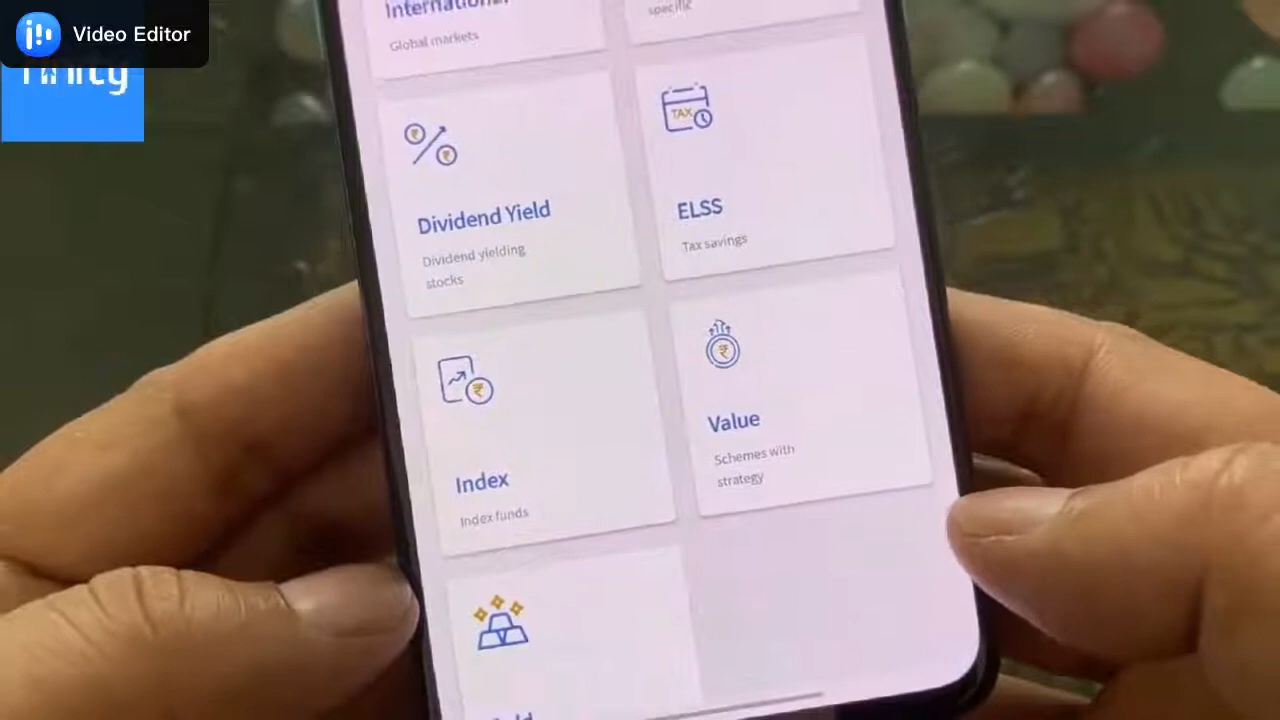 Video Editor
finity
International
Global markets
specific
TAX
Dividend Yield
Dividend yielding
stocks
ELSS
Tax savings
Index
Index funds
Value
Schemes with
strategy